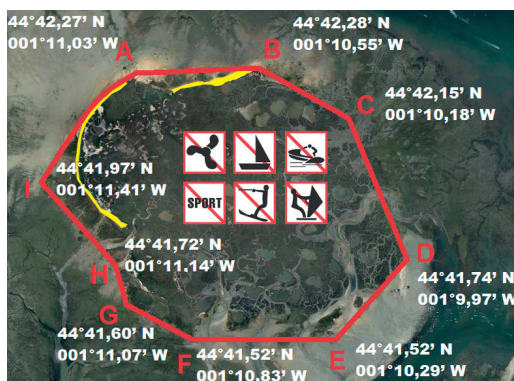 44°42,27' N
001°11,03' W
A
44°42,28' N
001°10,55' W
B
44°42,15' N
001°10,18' W
C
44°41,97' N
001°11,41' W
I
SPORT
44°41,72' N
001°11,14' W
H
D
44°41,74' N
001°9,97' W
G
44°41,60' N
001°11,07' W
F
44°41,52' N
001°10,83' W
E
44°41,52' N
001°10,29' W